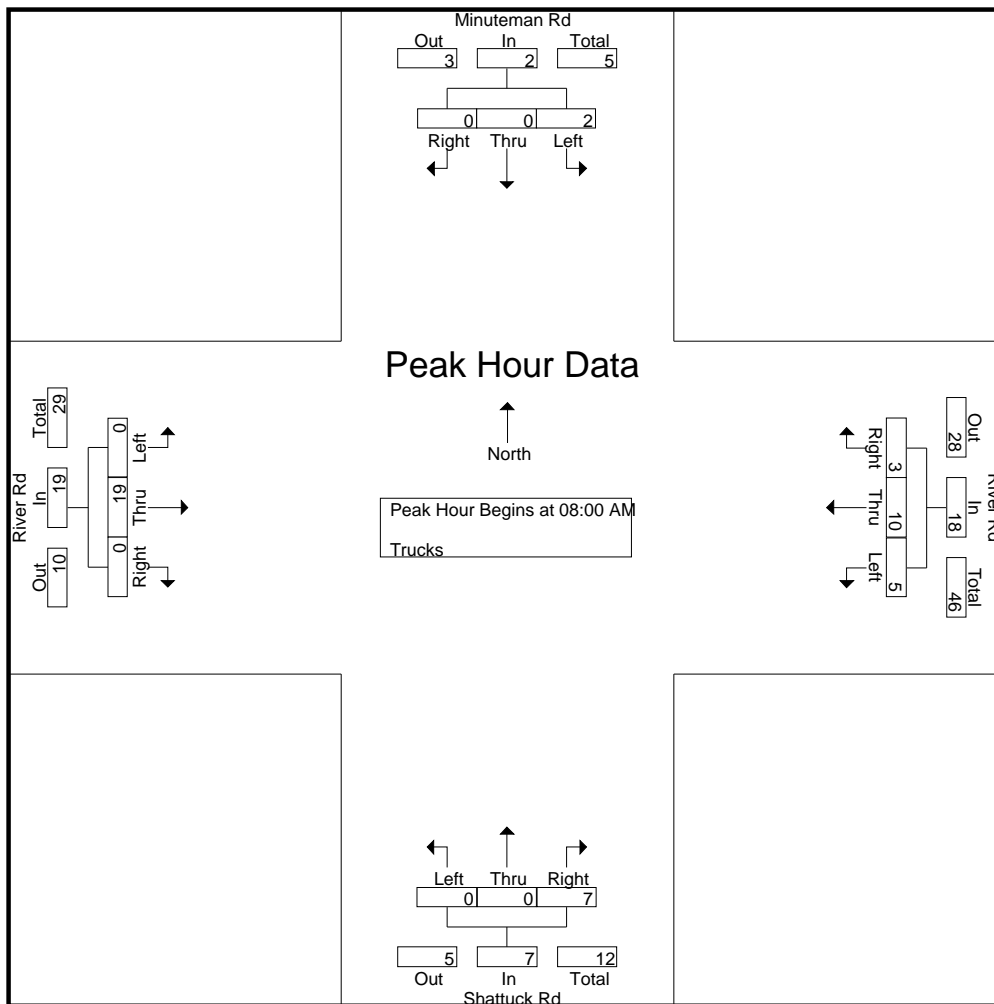 Minuteman Rd
Out In Total
3 2 5
0 0 2
Right Thru Left
Peak Hour Data
North
Peak Hour Begins at 08:00 AM
Trucks
River Rd
Total In Out
29 19 10
0 19 0
Left Thru Right
River Rd
Out In Total
28 18 46
3 10 5
Right Thru Left
Left Thru Right
0 0 7
5 7 12
Out In Total
Shattuck Rd